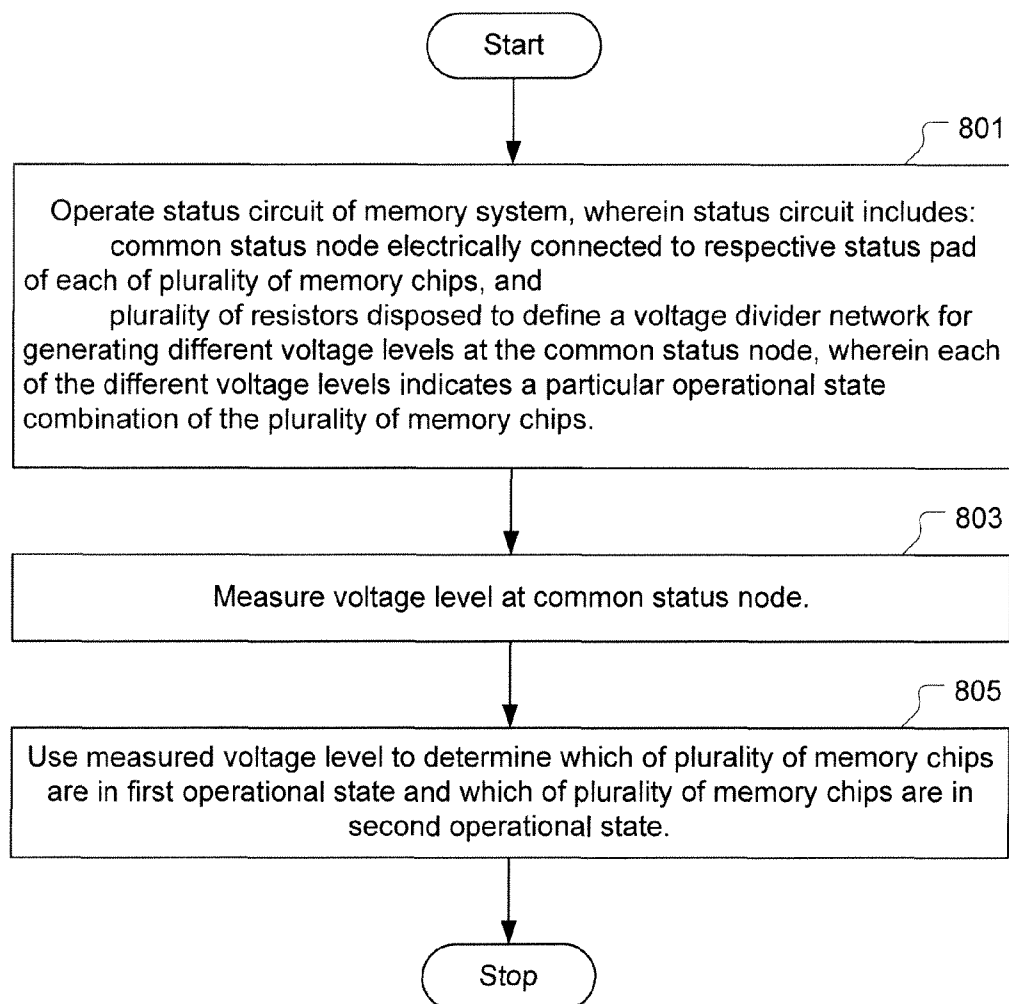 Start
801
Operate status circuit of memory system, wherein status circuit includes:
common status node electrically connected to respective status pad
of each of plurality of memory chips, and
plurality of resistors disposed to define a voltage divider network for
generating different voltage levels at the common status node, wherein each
of the different voltage levels indicates a particular operational state
combination of the plurality of memory chips.
803
Measure voltage level at common status node.
805
Use measured voltage level to determine which of plurality of memory chips
are in first operational state and which of plurality of memory chips are in
second operational state.
Stop